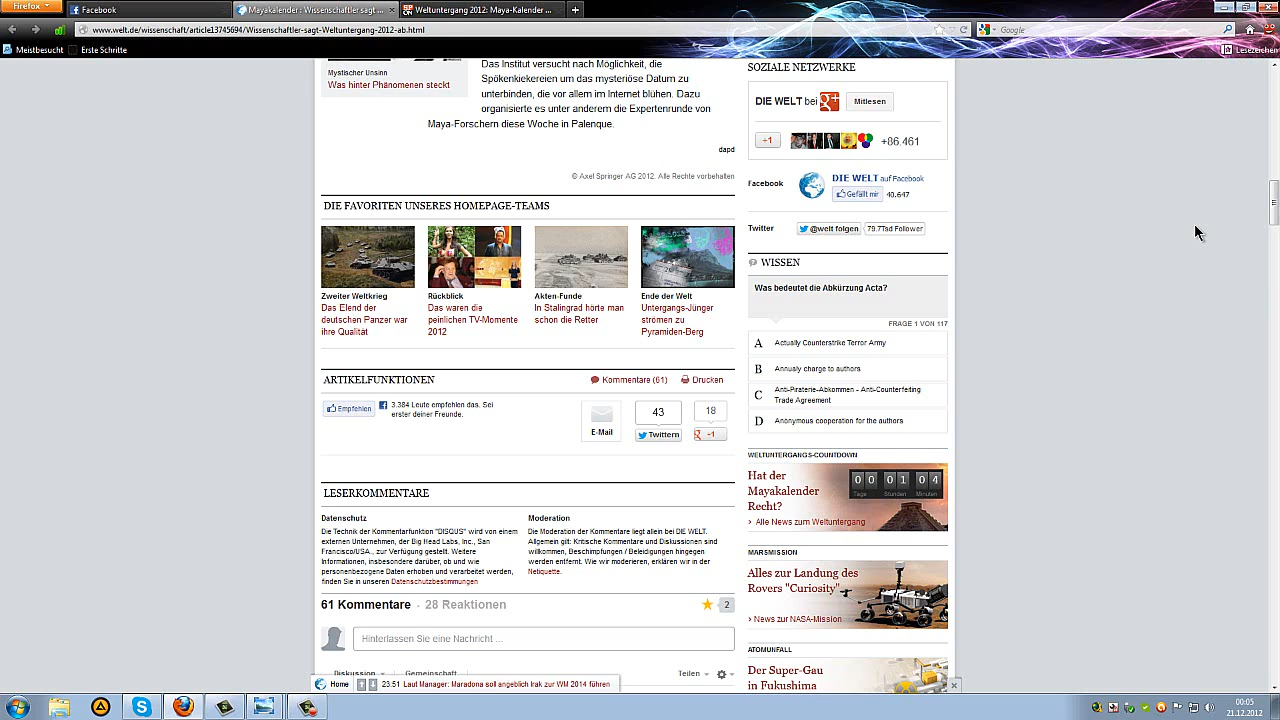 Firefox
Facebook
Mayakalender : Wissenschaftler sagt ...
Weltuntergang 2012: Maya-Kalender ...
www.welt.de/wissenschaft/article13745694/Wissenschaftler-sagt-Weltuntergang-2012-ab.html
Google
Meistbesucht
Erste Schritte
Lesezeichen
Mystischer Unsinn
Was hinter Phänomenen steckt
Das Institut versucht nach Möglichkeit, die
Spökenkiekereien um das mysteriöse Datum zu
unterbinden, die vor allem im Internet blühen. Dazu
organisierte es unter anderem die Expertenrunde von
Maya-Forschern diese Woche in Palenque.
dapd
© Axel Springer AG 2012. Alle Rechte vorbehalten
DIE FAVORITEN UNSERES HOMEPAGE-TEAMS
Zweiter Weltkrieg
Das Elend der
deutschen Panzer war
ihre Qualität
Rückblick
Das waren die
peinlichen TV-Momente
2012
Akten-Funde
In Stalingrad hörte man
schon die Retter
Ende der Welt
Untergangs-Jünger
strömen zu
Pyramiden-Berg
ARTIKELFUNKTIONEN
Kommentare (61)
Drucken
Empfehlen
3.384 Leute empfehlen das. Sei
erster deiner Freunde.
E-Mail
43
Twittern
18
+1
LESERKOMMENTARE
Datenschutz
Die Technik der Kommentarfunktion "DISQUS" wird von einem
externen Unternehmen, der Big Head Labs, Inc., San
Francisco/USA., zur Verfügung gestellt. Weitere
Informationen, insbesondere darüber, ob und wie
personenbezogene Daten erhoben und verarbeitet werden,
finden Sie in unseren Datenschutzbestimmungen
Moderation
Die Moderation der Kommentare liegt allein bei DIE WELT.
Allgemein gilt: Kritische Kommentare und Diskussionen sind
willkommen, Beschimpfungen / Beleidigungen hingegen
werden entfernt. Wie wir moderieren, erklären wir in der
Netiquette.
61 Kommentare · 28 Reaktionen
2
Hinterlassen Sie eine Nachricht ...
Diskussion
Gemeinschaft
Teilen
Home
23:51 Laut Manager: Maradona soll angeblich Irak zur WM 2014 führen
SOZIALE NETZWERKE
DIE WELT bei
Mitlesen
+1
+86.461
Facebook
DIE WELT auf Facebook
Gefällt mir
40.647
Twitter
@welt folgen
79.7Tsd Follower
WISSEN
Was bedeutet die Abkürzung Acta?
FRAGE 1 VON 117
A Actually Counterstrike Terror Army
B Annualy charge to authors
C Anti-Piraterie-Abkommen - Anti-Counterfeiting
Trade Agreement
D Anonymous cooperation for the authors
WELTUNTERGANGS-COUNTDOWN
Hat der
Mayakalender
Recht?
00 01 04
Tage Stunden Minuten
Alle News zum Weltuntergang
MARSMISSION
Alles zur Landung des
Rovers "Curiosity"
News zur NASA-Mission
ATOMUNFALL
Der Super-Gau
in Fukushima
00:05
21.12.2012